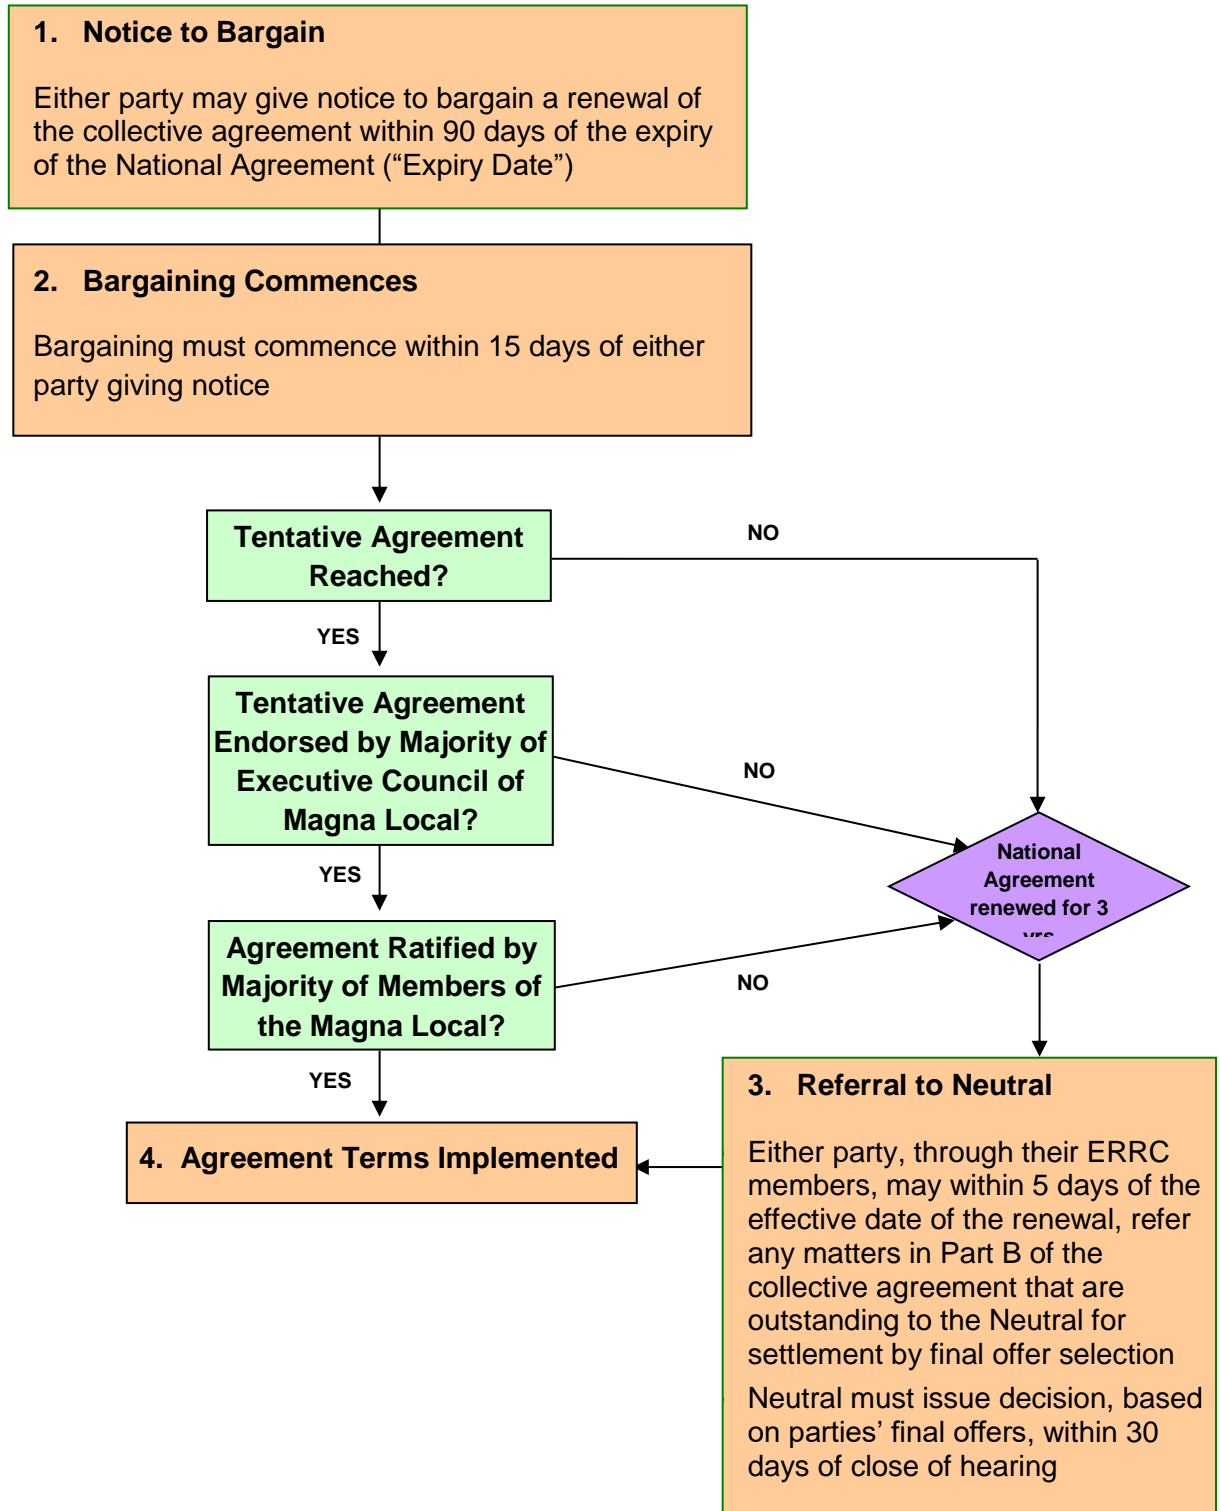 1. Notice to Bargain
Either party may give notice to bargain a renewal of
the collective agreement within 90 days of the expiry
of the National Agreement (“Expiry Date”)
2. Bargaining Commences
Bargaining must commence within 15 days of either
party giving notice
Tentative Agreement
Reached?
NO
YES
Tentative Agreement
Endorsed by Majority of
Executive Council of
Magna Local?
NO
YES
National
Agreement
renewed for 3
yrs
Agreement Ratified by
Majority of Members of
the Magna Local?
NO
YES
4. Agreement Terms Implemented
3. Referral to Neutral
Either party, through their ERRC
members, may within 5 days of the
effective date of the renewal, refer
any matters in Part B of the
collective agreement that are
outstanding to the Neutral for
settlement by final offer selection
Neutral must issue decision, based
on parties’ final offers, within 30
days of close of hearing